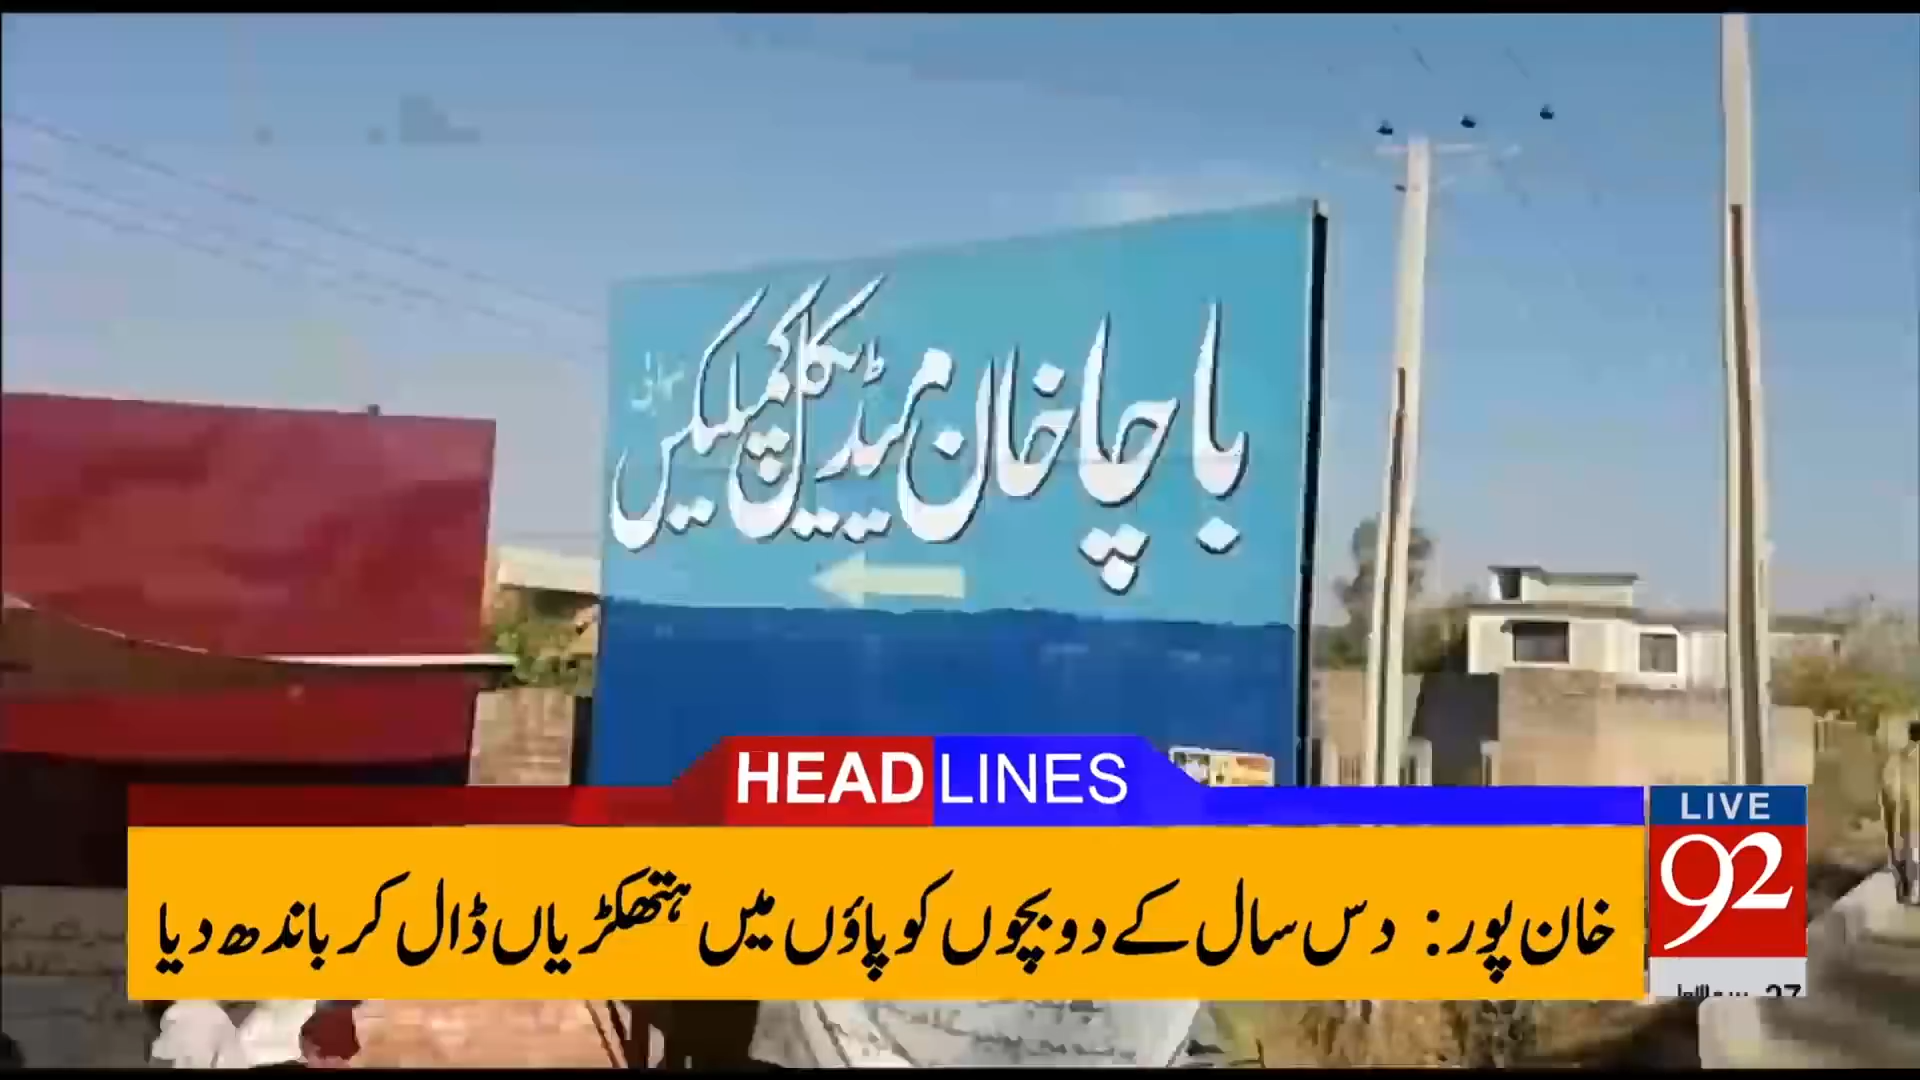 باچا خان میڈیکل کمپلیکس
HEADLINES
LIVE
92
خان پور: دس سال کے دو بچوں کو پاؤں میں ہتھکڑیاں ڈال کر باندھ دیا